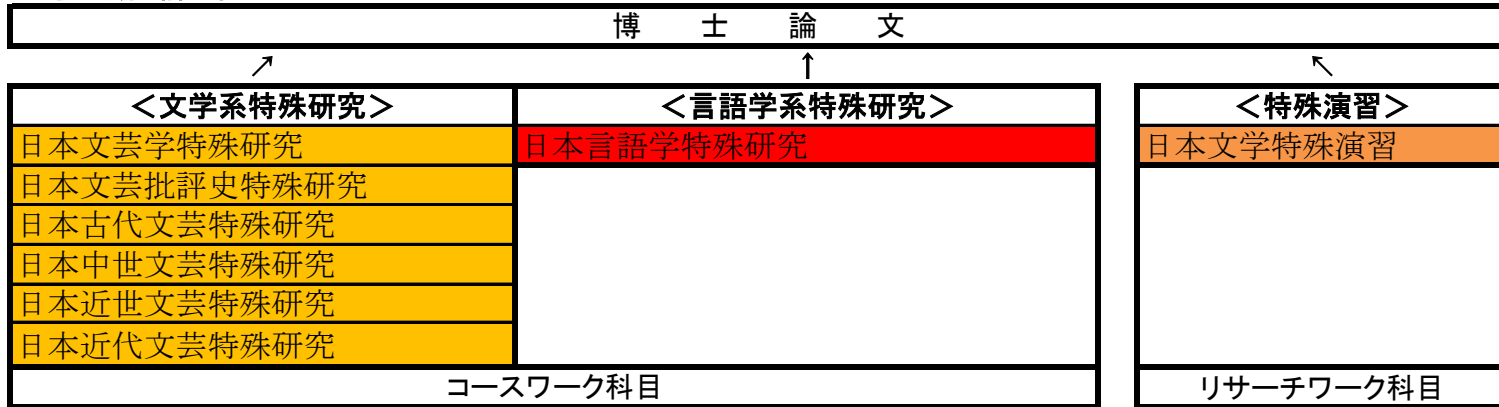 博士論文
↗ ↑ ↖
＜文学系特殊研究＞ ＜言語学系特殊研究＞ ＜特殊演習＞
日本文芸学特殊研究 日本言語学特殊研究 日本文学特殊演習
日本文芸批評史特殊研究
日本古代文芸特殊研究
日本中世文芸特殊研究
日本近世文芸特殊研究
日本近代文芸特殊研究
コースワーク科目 リサーチワーク科目